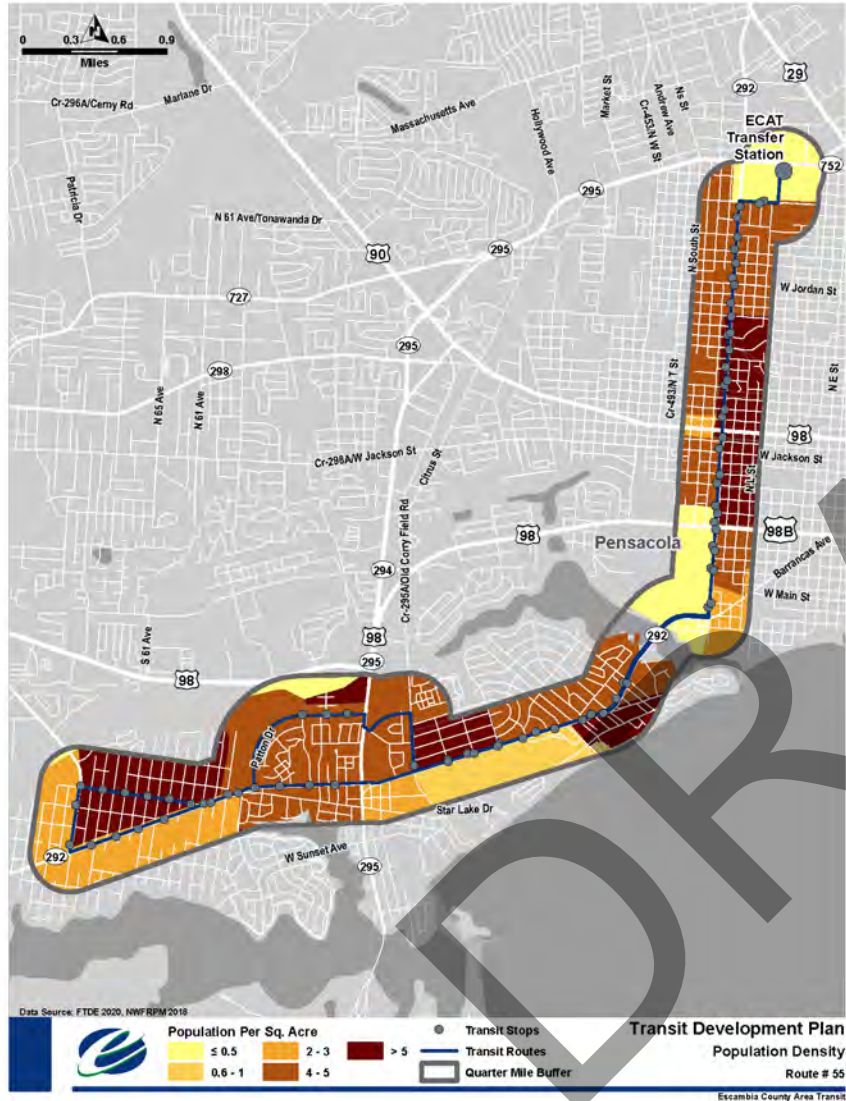 N
0 0.3 0.6 0.9
Miles
29
292
Cr-296A/Cerny Rd
Marlane Dr
Massachusetts Ave
Hollywood Ave
Market St
Andrew Ave
Ns St
Cr-453/N W St
ECAT
Transfer
Station
752
295
Patricia Dr
N 61 Ave/Tonawanda Dr
90
295
N South St
727
W Jordan St
295
298
N 65 Ave
N 61 Ave
Cr-493/N T St
N E St
98
Cr-298A/W Jackson St
Citrus St
W Jackson St
N L St
98
98B
Pensacola
Cr-295A/Old Corry Field Rd
294
Barrancas Ave
W Main St
98
292
S 61 Ave
295
98
Patton Dr
Star Lake Dr
292
W Sunset Ave
295
DR
Data Source: FTDE 2020, NWFRPM 2018
Population Per Sq. Acre
≤ 0.5
2 - 3
> 5
0.6 - 1
4 - 5
Transit Stops
Transit Routes
Quarter Mile Buffer
Transit Development Plan
Population Density
Route # 55
Escambia County Area Transit